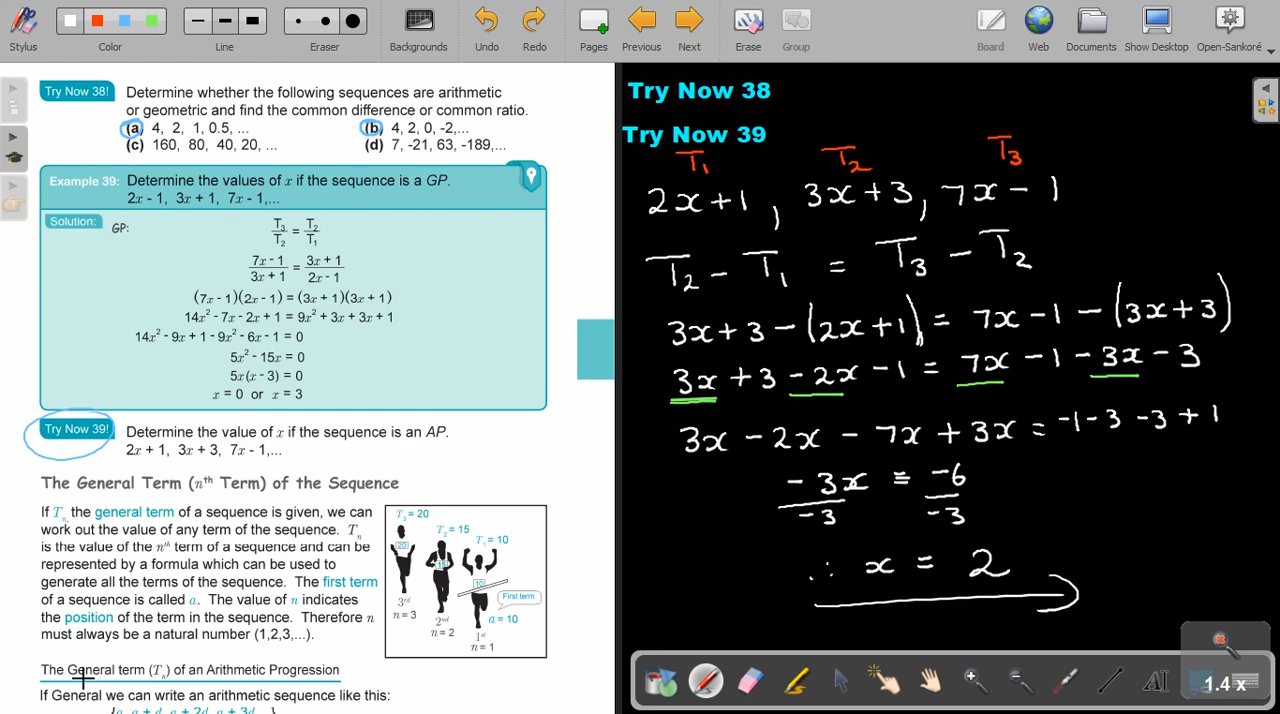 Stylus Color Line Eraser Backgrounds Undo Redo Pages Previous Next Erase Group Board Web Documents Show Desktop Open-Sankoré
Try Now 38! Determine whether the following sequences are arithmetic
or geometric and find the common difference or common ratio.
(a) 4, 2, 1, 0.5, ... (b) 4, 2, 0, -2,...
(c) 160, 80, 40, 20, ... (d) 7, -21, 63, -189,...
Example 39: Determine the values of x if the sequence is a GP.
2x - 1, 3x + 1, 7x - 1,...
Solution: GP: T₃/T₂ = T₂/T₁
7x - 1/3x + 1 = 3x + 1/2x - 1
(7x - 1)(2x - 1) = (3x + 1)(3x + 1)
14x² - 7x - 2x + 1 = 9x² + 3x + 3x + 1
14x² - 9x + 1 - 9x² - 6x - 1 = 0
5x² - 15x = 0
5x(x - 3) = 0
x = 0 or x = 3
Try Now 39! Determine the value of x if the sequence is an AP.
2x + 1, 3x + 3, 7x - 1,...
The General Term (nᵗʰ Term) of the Sequence
If Tₙ the general term of a sequence is given, we can
work out the value of any term of the sequence. Tₙ
is the value of the nᵗʰ term of a sequence and can be
represented by a formula which can be used to
generate all the terms of the sequence. The first term
of a sequence is called a. The value of n indicates
the position of the term in the sequence. Therefore n
must always be a natural number (1,2,3,...).
T₃ = 20
T₂ = 15
T₁ = 10
20
15
10
First term
a = 10
3ʳᵈ
n = 3
2ⁿᵈ
n = 2
1ˢᵗ
n = 1
The General term (Tₙ) of an Arithmetic Progression
If General we can write an arithmetic sequence like this:
{a, a + d, a + 2d, a + 3d, ...}
Try Now 38
Try Now 39
T₁ T₂ T₃
2x+1, 3x+3, 7x-1
T₂ - T₁ = T₃ - T₂
3x+3-(2x+1) = 7x-1-(3x+3)
3x+3-2x-1 = 7x-1-3x-3
3x-2x-7x+3x = -1-3-3+1
-3x/-3 = -6/-3
∴ x = 2
1.4 x